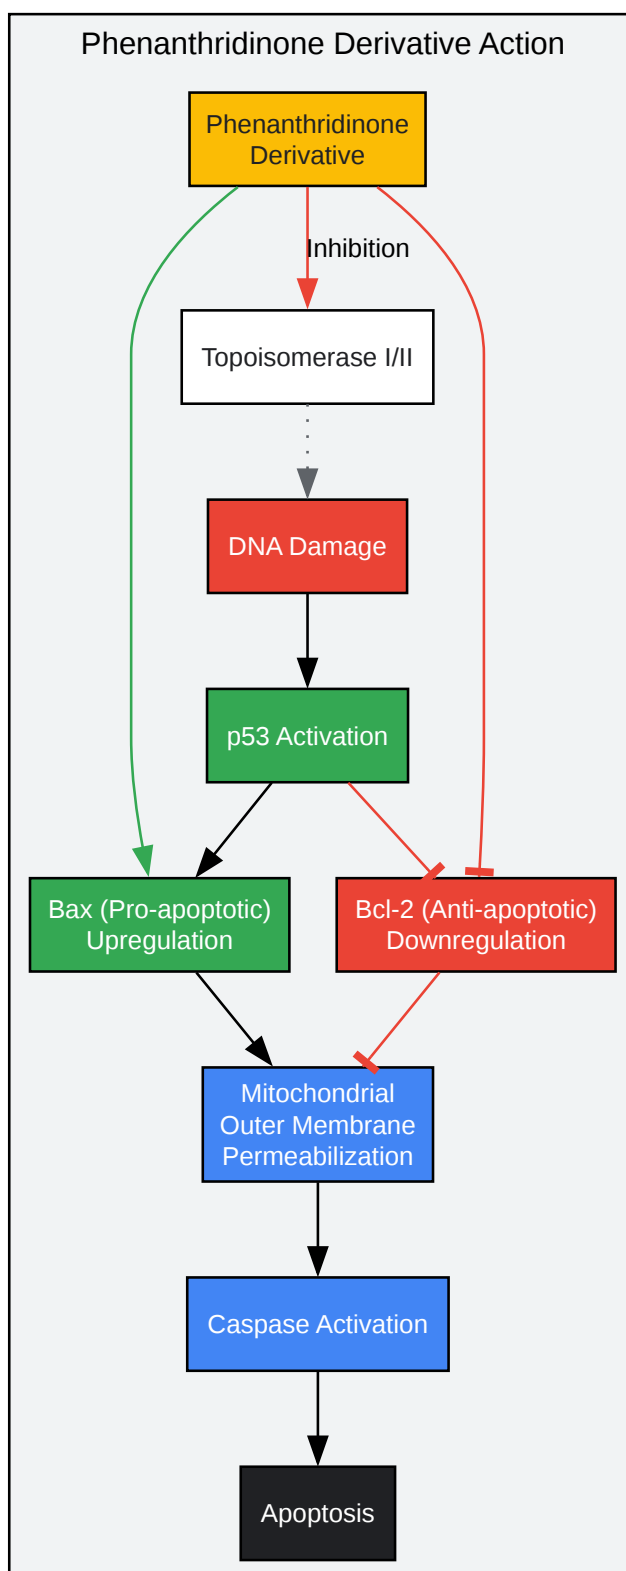 Phenanthridinone Derivative Action
Phenanthridinone
Derivative
Inhibition
Topoisomerase I/II
DNA Damage
p53 Activation
Bax (Pro-apoptotic)
Upregulation
Bcl-2 (Anti-apoptotic)
Downregulation
Mitochondrial
Outer Membrane
Permeabilization
Caspase Activation
Apoptosis